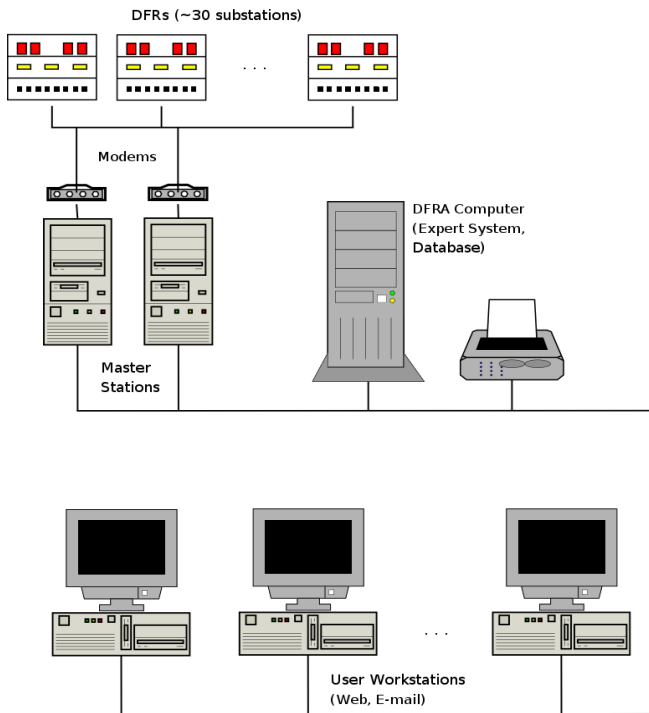 DFRs (~30 substations)
. . .
Modems
DFRA Computer
(Expert System,
Database)
Master
Stations
. . .
User Workstations
(Web, E-mail)